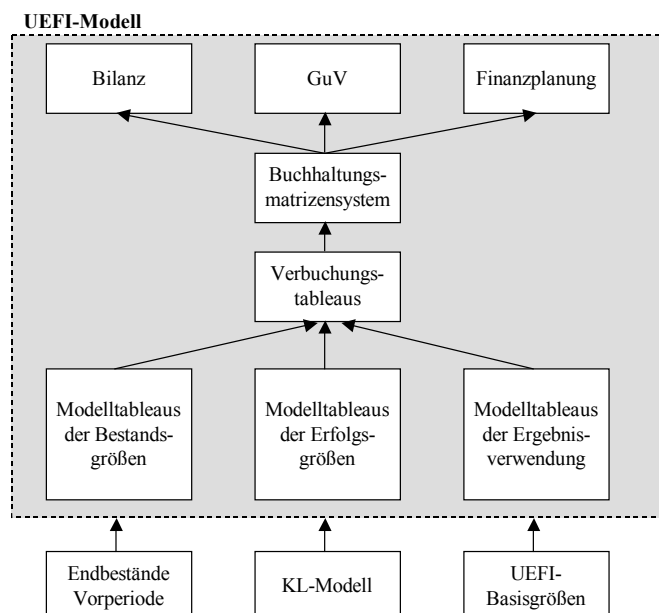 UEFI-Modell
Bilanz
GuV
Finanzplanung
Buchhaltungs-
matrizensystem
Verbuchungs-
tableaus
Modelltableaus
der Bestands-
größen
Modelltableaus
der Erfolgs-
größen
Modelltableaus
der Ergebnis-
verwendung
Endbestände
Vorperiode
KL-Modell
UEFI-
Basisgrößen